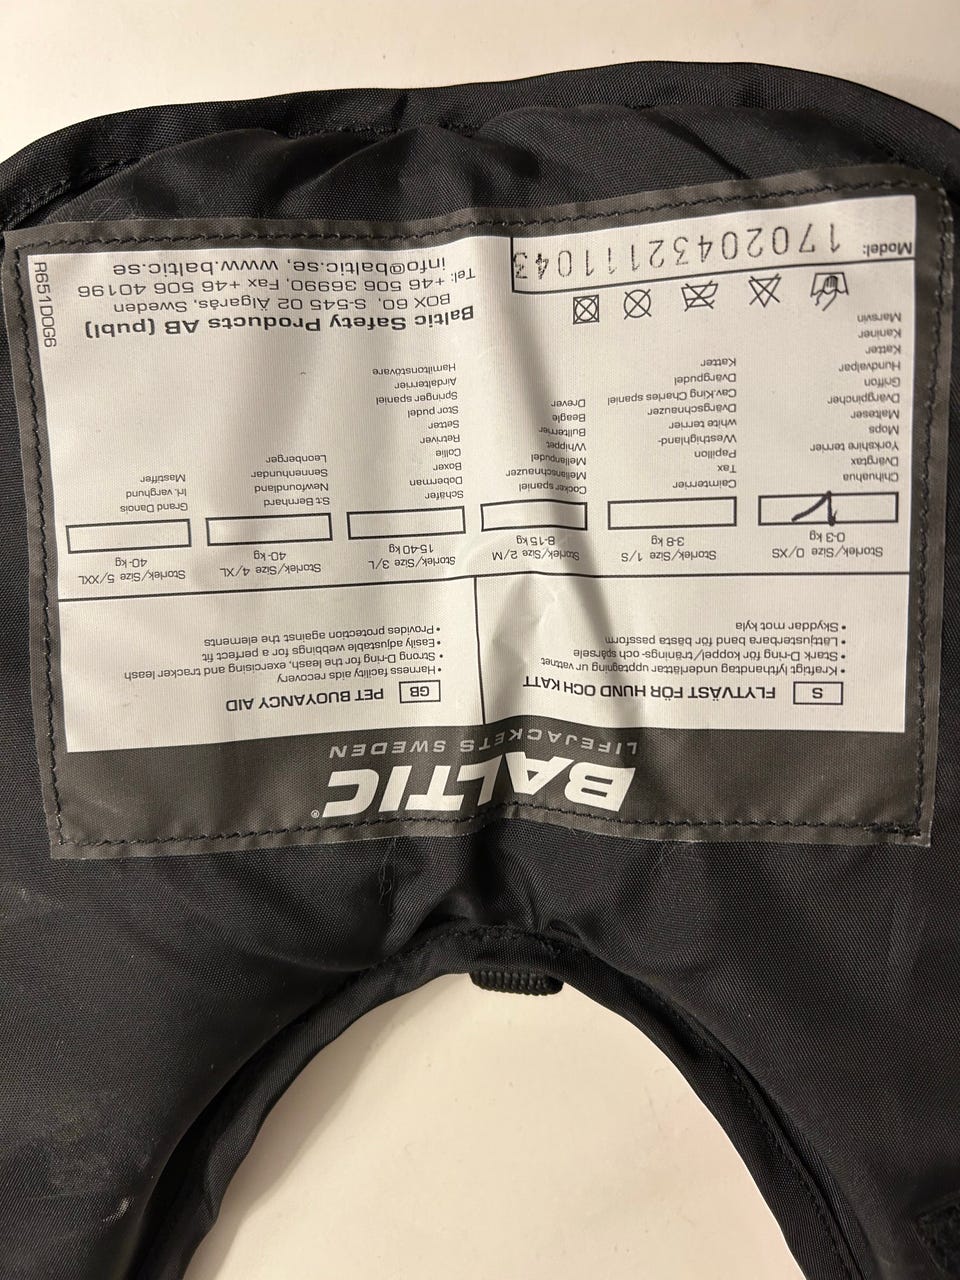 BALTIC®
LIFEJACKETS SWEDEN
S FLYTVÄST FÖR HUND OCH KATT
• Kraftigt lyfthandtag underlättar upptagning ur vattnet
• Stark D-ring för koppel/, tränings- och spårsele
• Lättjusterbara band för bästa passform
• Skyddar mot kyla
GB PET BUOYANCY AID
• Harness facility aids recovery
• Strong D-ring for the leash, exercising and tracker leash
• Easily adjustable webbings for a perfect fit
• Provides protection against the elements
Storlek/Size 0/XS
0-3 kg
Chihuahua
Dvärgtax
Yorkshire terrier
Mops
Malteser
Dvärgpincher
Griffon
Hundvalpar
Katter
Kaniner
Marsvin
Storlek/Size 1/S
3-8 kg
Cairnterrier
Tax
Papillon
Westhighland-
white terrier
Dvärgschnauzer
Cav.King Charles spaniel
Dvärgpudel
Katter
Storlek/Size 2/M
8-15 kg
Cocker spaniel
Mellanschnauzer
Mellanpudel
Whippet
Bullterrier
Beagle
Drever
Storlek/Size 3/L
15-40 kg
Schäfer
Doberman
Boxer
Collie
Retriver
Setter
Stor pudel
Springer spaniel
Airdalterrier
Hamiltonstövare
Storlek/Size 4/XL
40- kg
St.Bernhard
Newfoundland
Sennenhundar
Leonberger
Storlek/Size 5/XXL
40- kg
Grand Danois
Irl. varghund
Mastiffer
Model:
17020432111043
Baltic Safety Products AB (publ)
BOX 60, S-545 02 Älgarås, Sweden
Tel: +46 506 36990, Fax +46 506 40196
info@baltic.se, www.baltic.se
R651DOG6